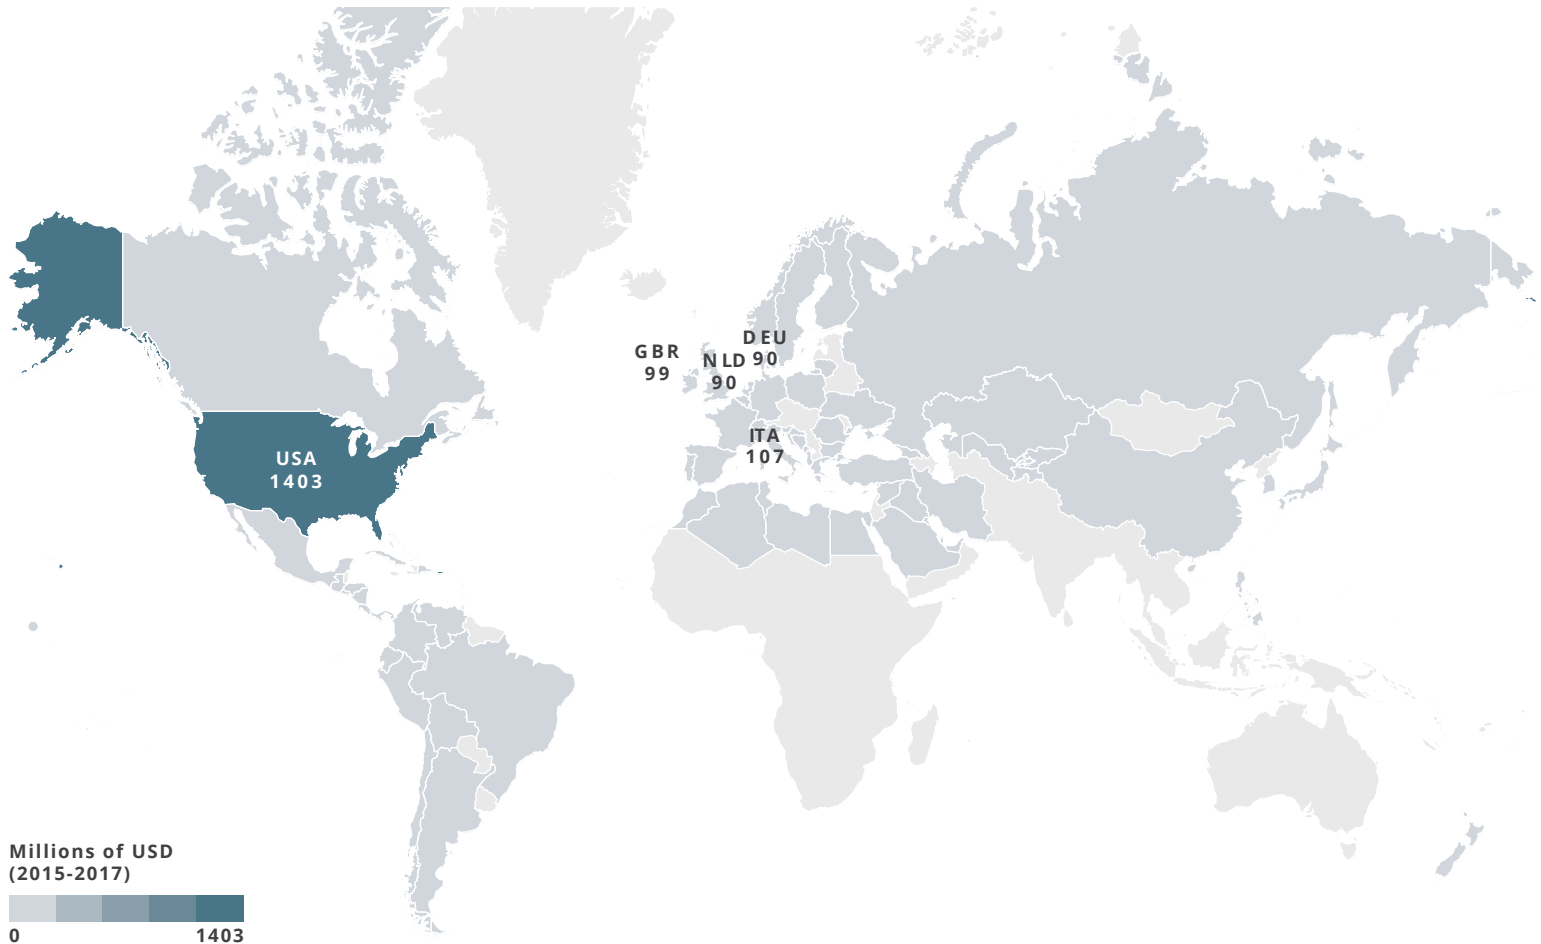 DEU
90
GBR
99
NLD
90
ITA
107
USA
1403
Millions of USD
(2015-2017)
0 1403